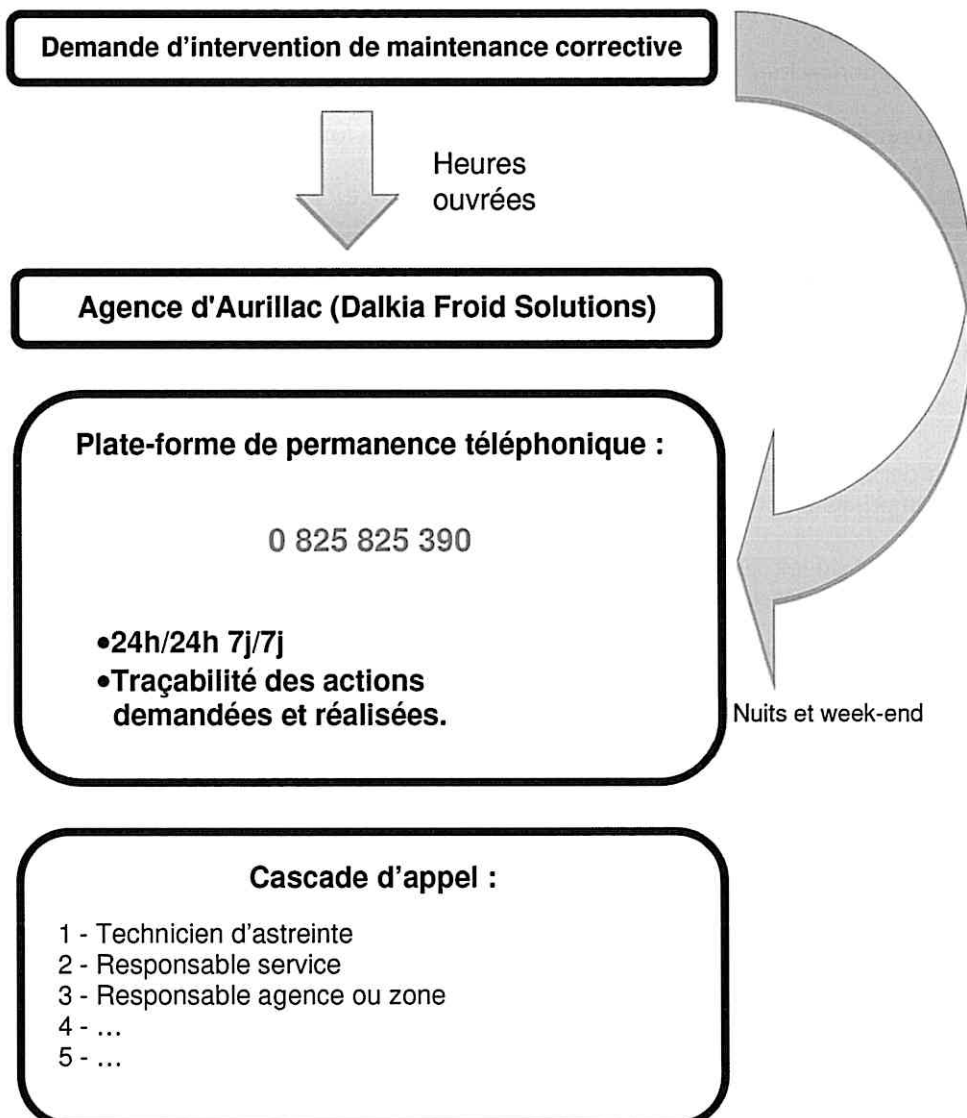 Demande d'intervention de maintenance corrective
Heures
ouvrées
Agence d'Aurillac (Dalkia Froid Solutions)
Plate-forme de permanence téléphonique :
0 825 825 390
•24h/24h 7j/7j
•Traçabilité des actions
demandées et réalisées.
Nuits et week-end
Cascade d'appel :
1 - Technicien d'astreinte
2 - Responsable service
3 - Responsable agence ou zone
4 - ...
5 - ...